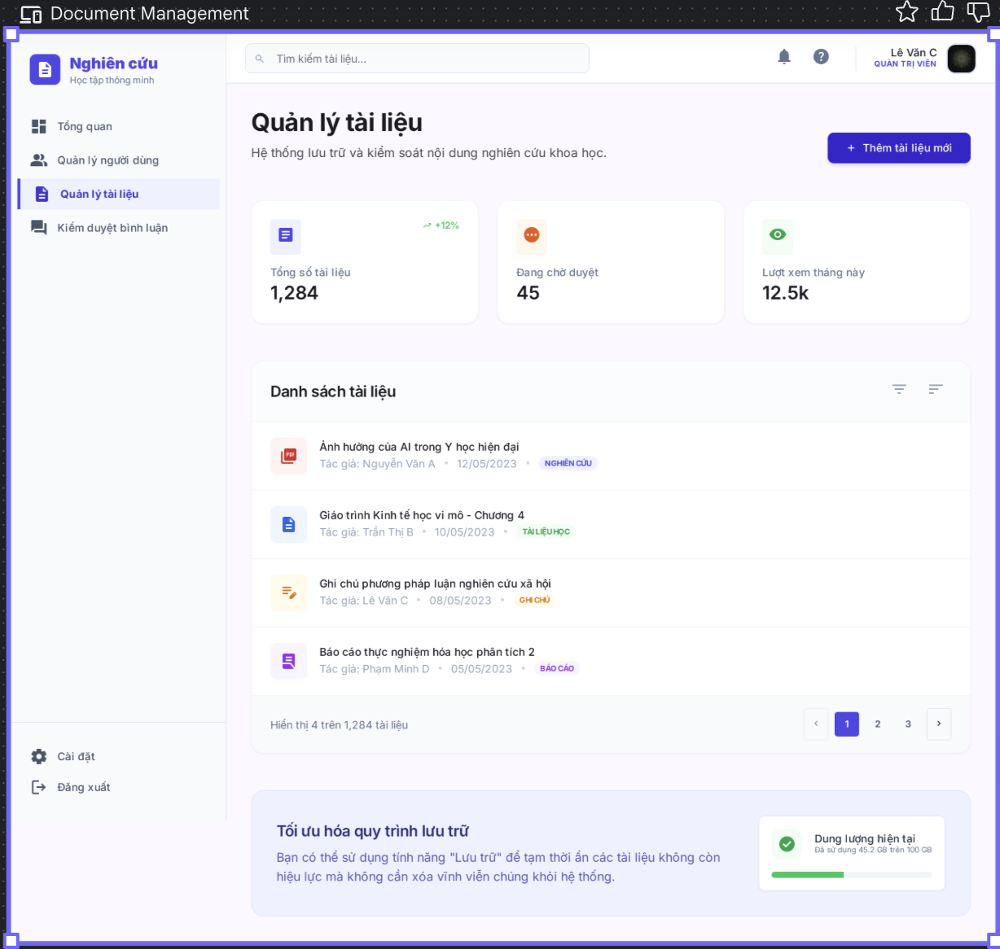 Document Management
Nghiên cứu
Học tập thông minh
Tìm kiếm tài liệu...
?
Lê Văn C
QUẢN TRỊ VIÊN
Tổng quan
Quản lý người dùng
Quản lý tài liệu
Kiểm duyệt bình luận
Quản lý tài liệu
Hệ thống lưu trữ và kiểm soát nội dung nghiên cứu khoa học.
+ Thêm tài liệu mới
+12%
Tổng số tài liệu
1,284
Đang chờ duyệt
45
Lượt xem tháng này
12.5k
Danh sách tài liệu
PDF
Ảnh hưởng của AI trong Y học hiện đại
Tác giả: Nguyễn Văn A • 12/05/2023 • NGHIÊN CỨU
Giáo trình Kinh tế học vi mô - Chương 4
Tác giả: Trần Thị B • 10/05/2023 • TÀI LIỆU HỌC
Ghi chú phương pháp luận nghiên cứu xã hội
Tác giả: Lê Văn C • 08/05/2023 • GHI CHÚ
Báo cáo thực nghiệm hóa học phân tích 2
Tác giả: Phạm Minh D • 05/05/2023 • BÁO CÁO
Hiển thị 4 trên 1,284 tài liệu
‹ 1 2 3 ›
Cài đặt
Đăng xuất
Tối ưu hóa quy trình lưu trữ
Bạn có thể sử dụng tính năng "Lưu trữ" để tạm thời ẩn các tài liệu không còn
hiệu lực mà không cần xóa vĩnh viễn chúng khỏi hệ thống.
Dung lượng hiện tại
Đã sử dụng 45.2 GB trên 100 GB